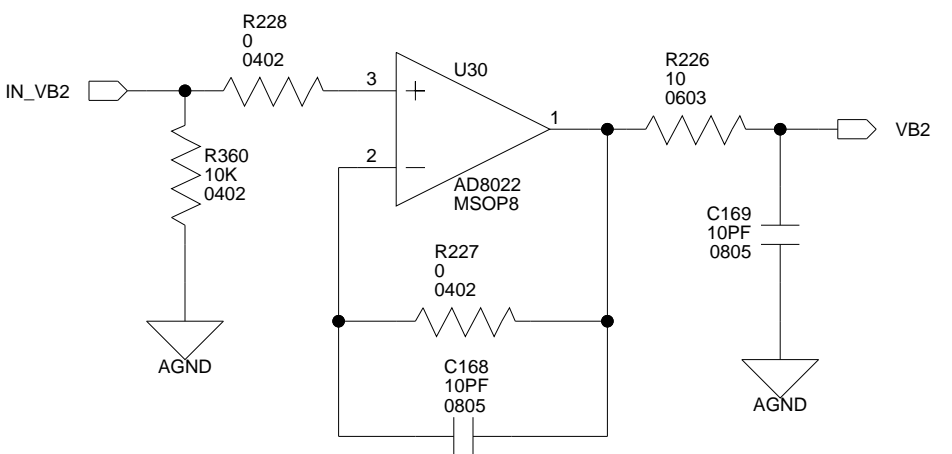 R228
0
0402
IN_VB2
3
+
U30
R226
10
0603
1
VB2
R360
10K
0402
2
−
AD8022
MSOP8
C169
10PF
0805
R227
0
0402
AGND
C168
10PF
0805
AGND